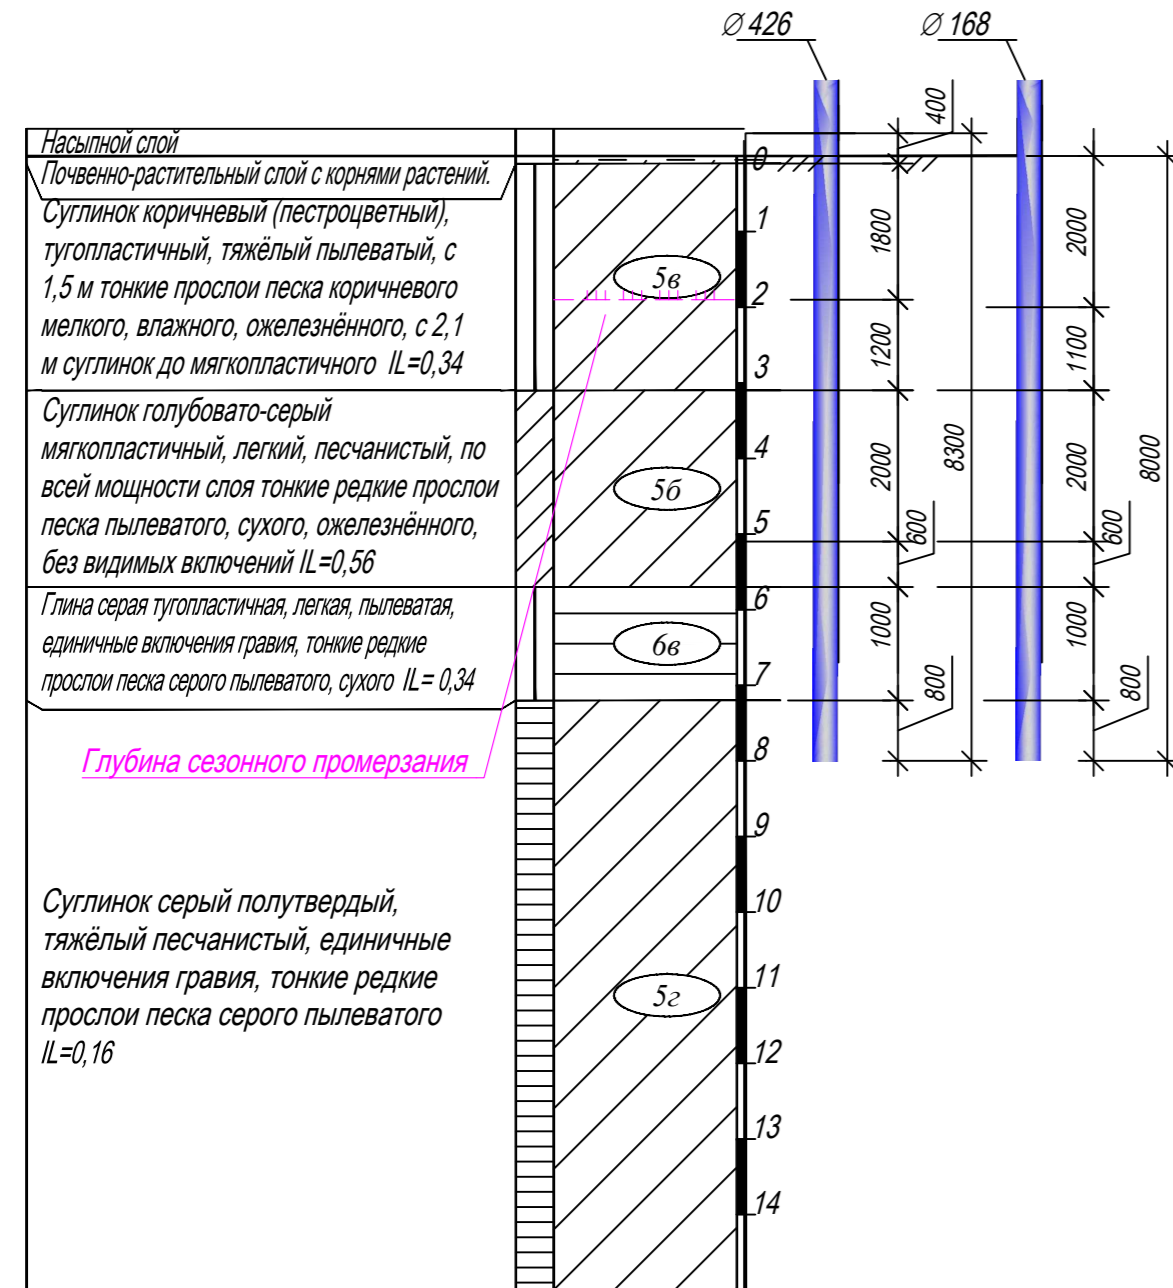 Ø 426
Ø 168
Насыпной слой
Почвенно-растительный слой с корнями растений.
Суглинок коричневый (пестроцветный),
тугопластичный, тяжёлый пылеватый, с
1,5 м тонкие прослои песка коричневого
мелкого, влажного, ожелезнённого, с 2,1
м суглинок до мягкопластичного IL=0,34
Суглинок голубовато-серый
мягкопластичный, легкий, песчанистый, по
всей мощности слоя тонкие редкие прослои
песка пылеватого, сухого, ожелезнённого,
без видимых включений IL=0,56
Глина серая тугопластичная, легкая, пылеватая,
единичные включения гравия, тонкие редкие
прослои песка серого пылеватого, сухого IL= 0,34
Глубина сезонного промерзания
Суглинок серый полутвердый,
тяжёлый песчанистый, единичные
включения гравия, тонкие редкие
прослои песка серого пылеватого
IL=0,16
5в
5б
6в
5г
0
1
2
3
4
5
6
7
8
9
10
11
12
13
14
400
1800
1200
2000
600
1000
800
8300
2000
1100
2000
600
1000
800
8000